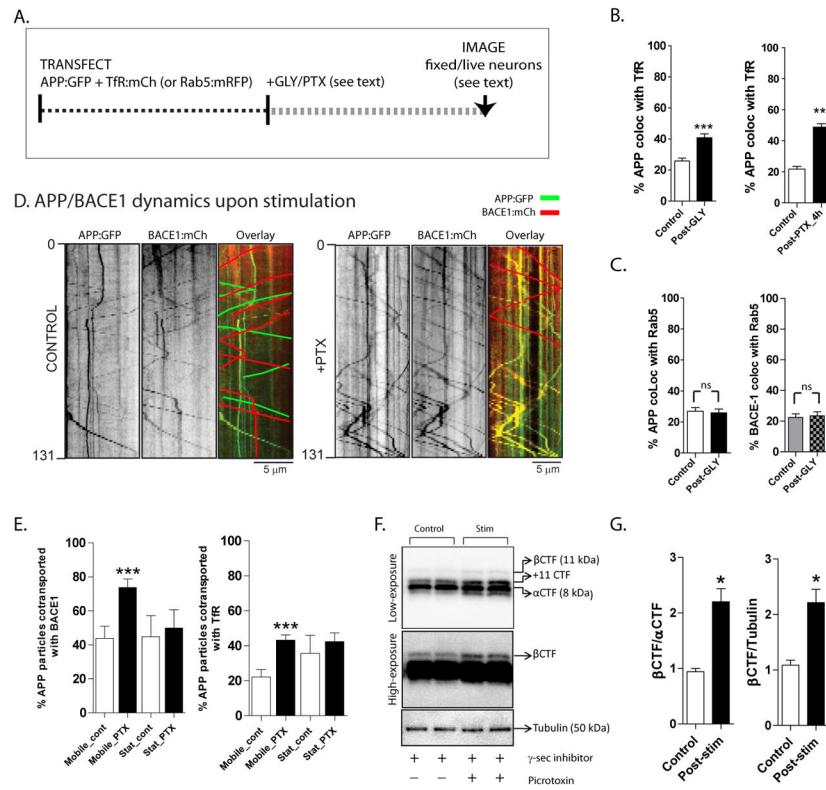 A.
TRANSFECT
APP:GFP + TfR:mCh (or Rab5:mRFP)
+GLY/PTX (see text)
IMAGE
fixed/live neurons
(see text)
B.
% APP coloc with TfR
100
80
60
40
20
0
***
Control
Post-GLY
% APP coloc with TfR
100
80
60
40
20
0
**
Control
Post-PTX_4h
C.
% APP coLoc with Rab5
100
80
60
40
20
0
ns
Control
Post-GLY
% BACE-1 coloc with Rab5
100
80
60
40
20
0
ns
Control
Post-GLY
D. APP/BACE1 dynamics upon stimulation
APP:GFP
BACE1:mCh
APP:GFP BACE1:mCh Overlay
0
CONTROL
131
5 μm
APP:GFP BACE1:mCh Overlay
0
+PTX
131
5 μm
E.
% APP particles cotransported
with BACE1
100
80
60
40
20
0
***
Mobile_cont
Mobile_PTX
Stat_cont
Stat_PTX
% APP particles cotransported
with TfR
100
80
60
40
20
0
***
Mobile_cont
Mobile_PTX
Stat_cont
Stat_PTX
F.
Control Stim
Low-exposure
βCTF (11 kDa)
+11 CTF
αCTF (8 kDa)
High-exposure
βCTF
Tubulin (50 kDa)
+ + + + γ-sec inhibitor
− − + + Picrotoxin
G.
βCTF/αCTF
3
2
1
0
*
Control
Post-stim
βCTF/Tubulin
3
2
1
0
*
Control
Post-stim